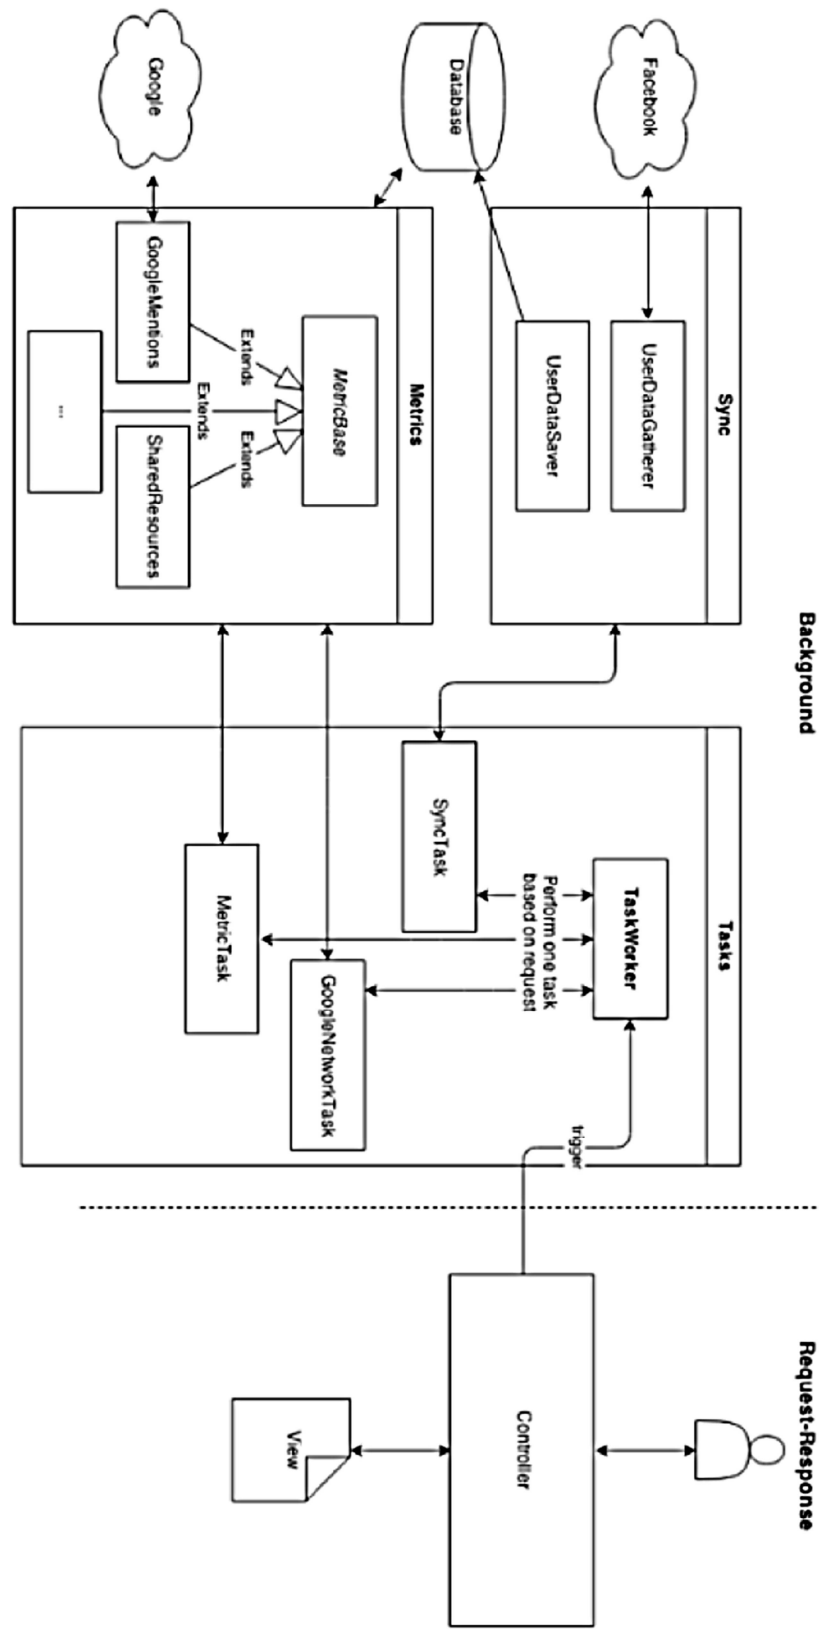 Background
Request-Response
Facebook
Database
Google
Sync
UserDataGatherer
UserDataSaver
Metrics
MetricBase
Extends
Extends
Extends
GoogleMentions
SharedResources
...
Tasks
TaskWorker
Perform one task
based on request
SyncTask
GoogleNetworkTask
MetricTask
trigger
Controller
View